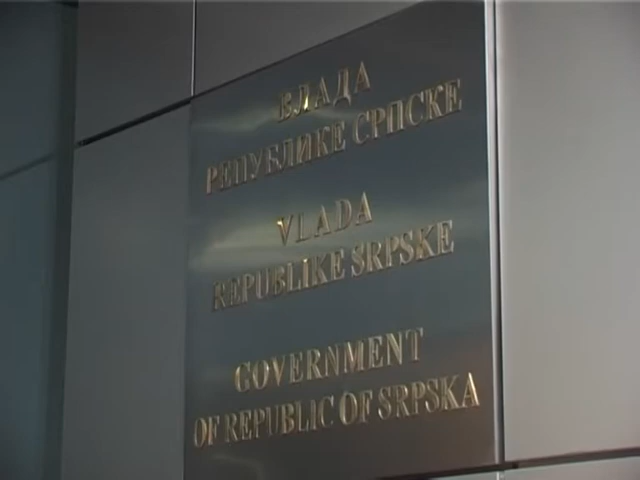 ВЛАДА
РЕПУБЛИКЕ СРПСКЕ
VLADA
REPUBLIKE SRPSKE
GOVERNMENT
OF REPUBLIC OF SRPSKA